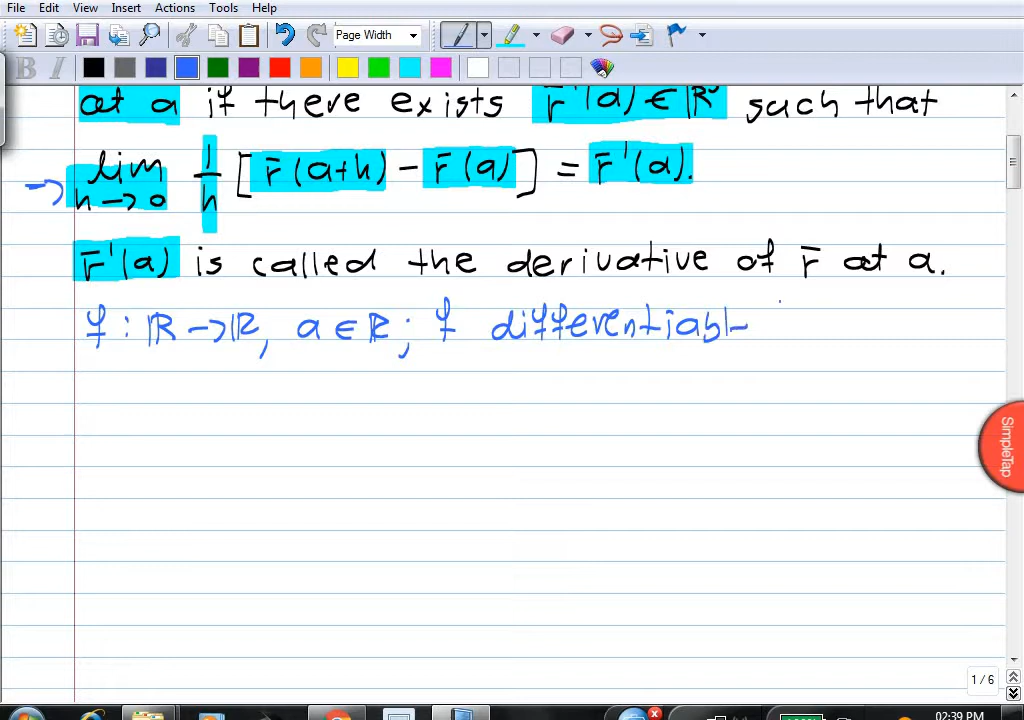 File Edit View Insert Actions Tools Help
Page Width
B I
at a if there exists r̄'(a) ∈ ℝ³ such that
lim h→0 1/h [r̄(a+h) – r̄(a)] = r̄'(a).
r̄'(a) is called the derivative of r̄ at a.
f : ℝ → ℝ, a ∈ ℝ ; f differentiabl
SimpleTap
1 / 6
02:39 PM